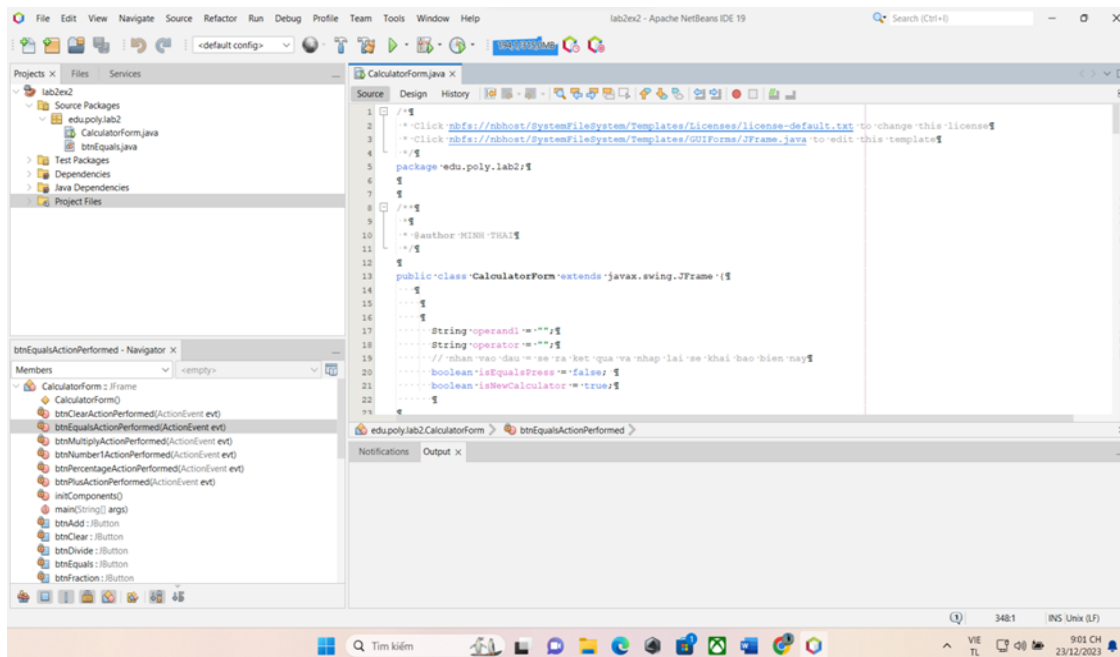 File Edit View Navigate Source Refactor Run Debug Profile Team Tools Window Help
lab2ex2 - Apache NetBeans IDE 19
Search (Ctrl+I)
<default config>
Projects Files Services
lab2ex2
Source Packages
edu.poly.lab2
CalculatorForm.java
btnEquals.java
Test Packages
Dependencies
Java Dependencies
Project Files
btnEqualsActionPerformed - Navigator
Members <empty>
CalculatorForm :: JFrame
CalculatorForm()
btnClearActionPerformed(ActionEvent evt)
btnEqualsActionPerformed(ActionEvent evt)
btnMultiplyActionPerformed(ActionEvent evt)
btnNumber1ActionPerformed(ActionEvent evt)
btnPercentageActionPerformed(ActionEvent evt)
btnPlusActionPerformed(ActionEvent evt)
initComponents()
main(String[] args)
btnAdd : JButton
btnClear : JButton
btnDivide : JButton
btnEquals : JButton
btnFraction : JButton
CalculatorForm.java
Source Design History
1 /*¶
2 * Click nbfs://nbhost/SystemFileSystem/Templates/Licenses/license-default.txt to change this license¶
3 * Click nbfs://nbhost/SystemFileSystem/Templates/GUIForms/JFrame.java to edit this template¶
4 */¶
5 package edu.poly.lab2;¶
6 ¶
7 ¶
8 /**¶
9 *¶
10 * @author MINH THAI¶
11 */¶
12 ¶
13 public class CalculatorForm extends javax.swing.JFrame {¶
14 ¶
15 ¶
16 ¶
17 String operand1 = "";¶
18 String operator = "";¶
19 // nhan vao dau = se ra ket qua va nhap lai se khai bao bien nay¶
20 boolean isEqualsPress = false; ¶
21 boolean isNewCalculator = true;¶
22 ¶
23 ¶
edu.poly.lab2.CalculatorForm btnEqualsActionPerformed
Notifications Output
348:1 INS Unix (LF)
Tìm kiếm
VIE
TL
9:01 CH
23/12/2023